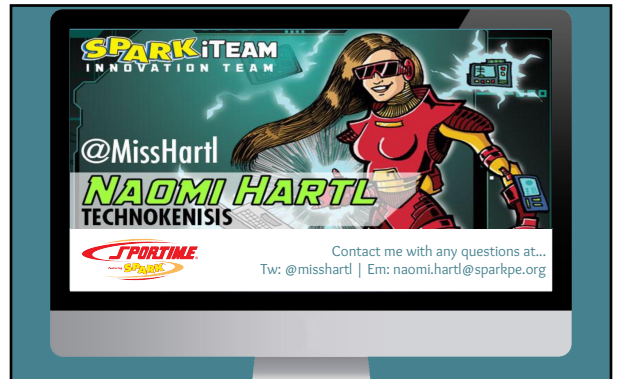 SPARK iTEAM
INNOVATION TEAM
@MissHartl
NAOMI HARTL
TECHNOKENISIS
SPORTIME
featuring SPARK
Contact me with any questions at...
Tw: @misshartl | Em: naomi.hartl@sparkpe.org